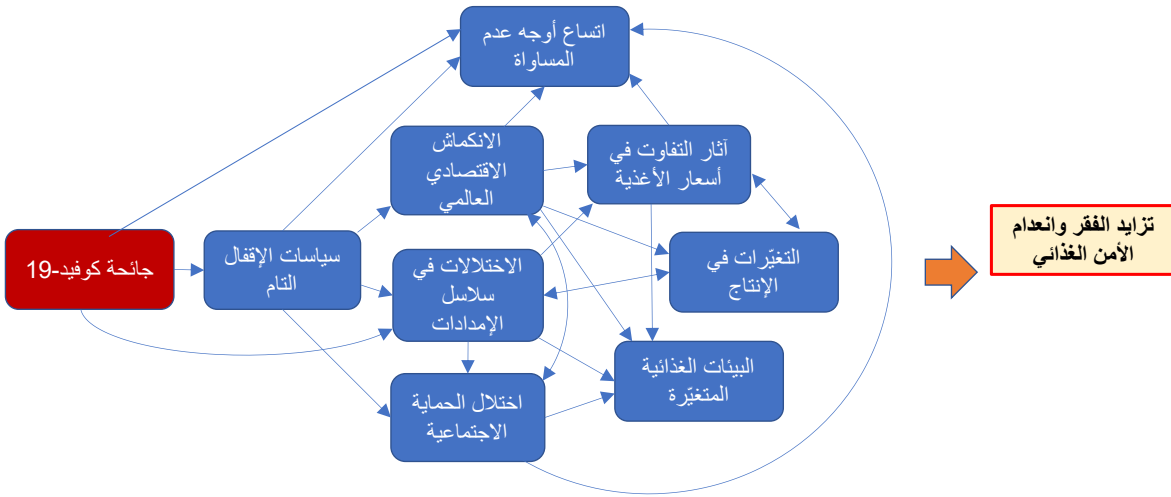 اتساع أوجه عدم
المساواة
الانكماش
الاقتصادي
العالمي
آثار التفاوت في
أسعار الأغذية
جائحة كوفيد-19
سياسات الإقفال
التام
الاختلالات في
سلاسل
الإمدادات
التغيّرات في
الإنتاج
تزايد الفقر وانعدام
الأمن الغذائي
البيئات الغذائية
المتغيّرة
اختلال الحماية
الاجتماعية